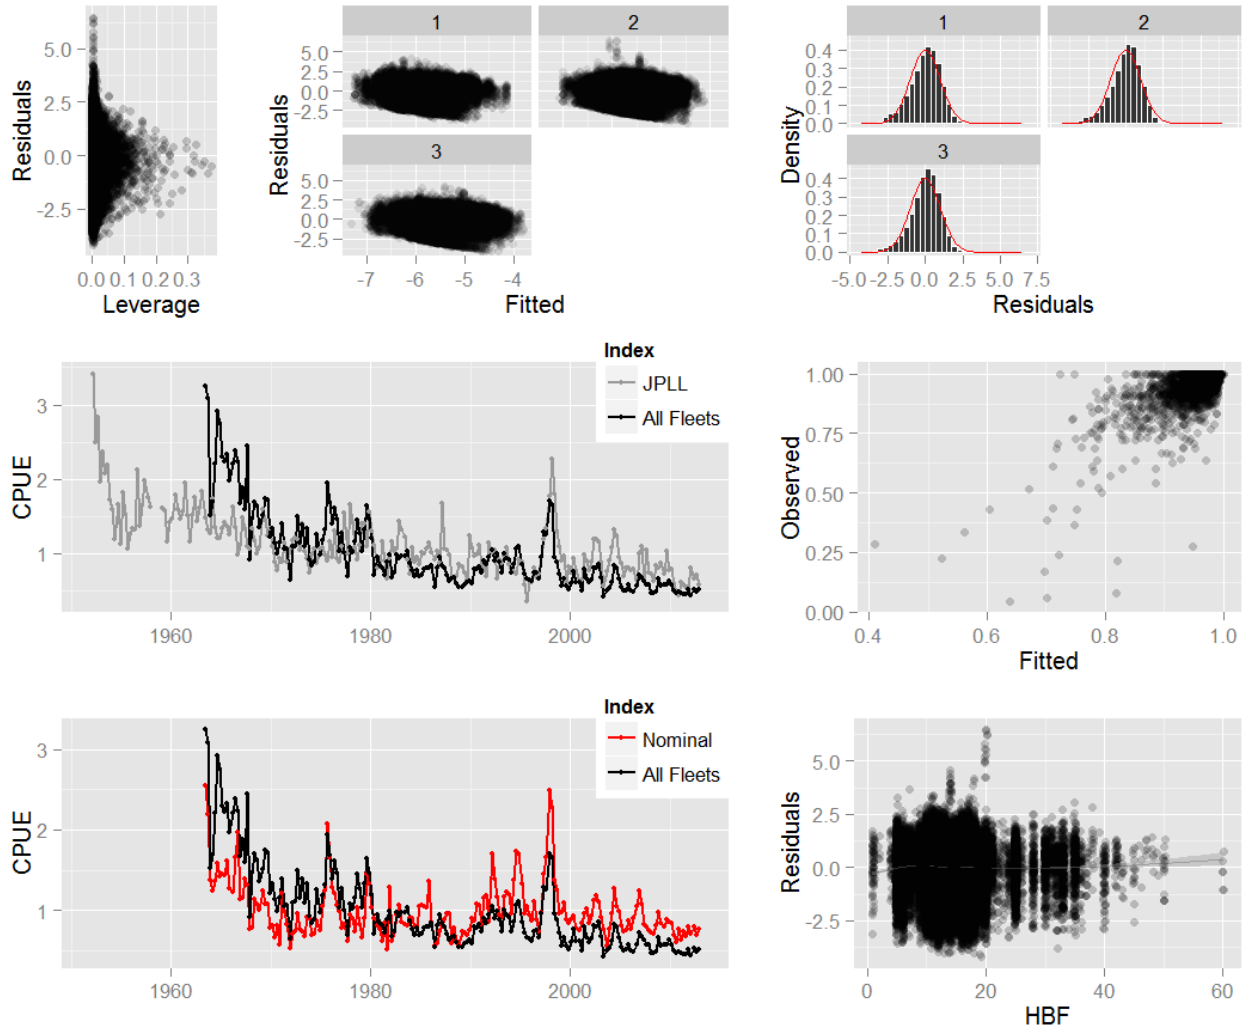 Residuals
5.0
2.5
0.0
-2.5
0.0 0.1 0.2 0.3
Leverage
Residuals
1
2
5.0
2.5
0.0
-2.5
3
5.0
2.5
0.0
-2.5
-7 -6 -5 -4
Fitted
Density
1
2
0.4
0.3
0.2
0.1
0.0
3
0.4
0.3
0.2
0.1
0.0
-5.0 -2.5 0.0 2.5 5.0 7.5
Residuals
Index
JPLL
All Fleets
CPUE
3
2
1
1960 1980 2000
Observed
1.00
0.75
0.50
0.25
0.00
0.4 0.6 0.8 1.0
Fitted
Index
Nominal
All Fleets
CPUE
3
2
1
1960 1980 2000
Residuals
5.0
2.5
0.0
-2.5
0 20 40 60
HBF